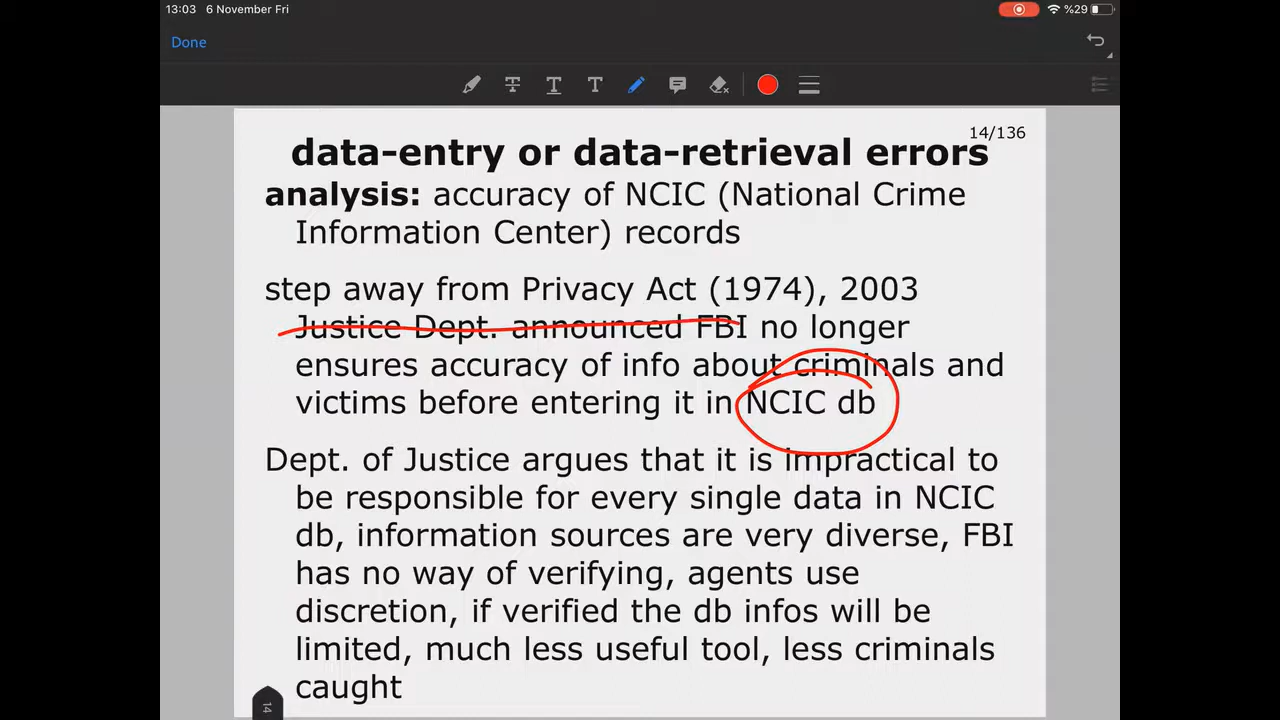 13:03 6 November Fri
%29
Done
14/136
data-entry or data-retrieval errors
analysis: accuracy of NCIC (National Crime
Information Center) records
step away from Privacy Act (1974), 2003
Justice Dept. announced FBI no longer
ensures accuracy of info about criminals and
victims before entering it in NCIC db
Dept. of Justice argues that it is impractical to
be responsible for every single data in NCIC
db, information sources are very diverse, FBI
has no way of verifying, agents use
discretion, if verified the db infos will be
limited, much less useful tool, less criminals
caught
14